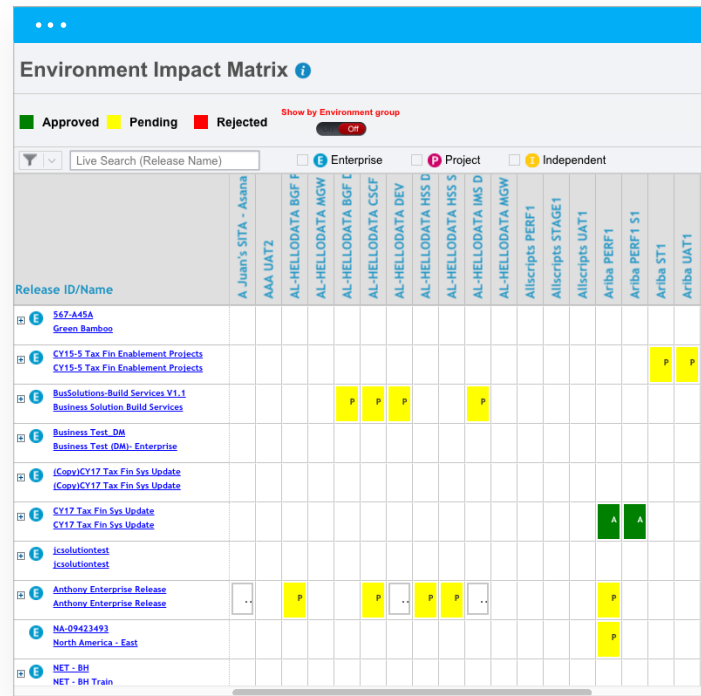 Environment Impact Matrix i
Approved Pending Rejected
Show by Environment group
Off
Live Search (Release Name)
E Enterprise P Project I Independent
Release ID/Name
A Juan's SITA - Asana
AAA UAT2
AL-HELLODATA BGF
AL-HELLODATA MGW
AL-HELLODATA BGF
AL-HELLODATA CSCF
AL-HELLODATA DEV
AL-HELLODATA HSS D
AL-HELLODATA HSS S
AL-HELLODATA IMS D
AL-HELLODATA MGW
Allscripts PERF1
Allscripts STAGE1
Allscripts UAT1
Ariba PERF1
Ariba PERF1 S1
Ariba ST1
Ariba UAT1
E 567-A45A
Green Bamboo
E CY15-5 Tax Fin Enablement Projects P P
CY15-5 Tax Fin Enablement Projects
E BusSolutions-Build Services V1.1 P P P P
Business Solution Build Services
E Business Test_DM
Business Test (DM)- Enterprise
E (Copy)CY17 Tax Fin Sys Update
(Copy)CY17 Tax Fin Sys Update
E CY17 Tax Fin Sys Update A A
CY17 Tax Fin Sys Update
E jcsolutiontest
jcsolutiontest
E Anthony Enterprise Release .. P P .. P P .. P
Anthony Enterprise Release
E NA-09423493 P
North America - East
E NET - BH
NET - BH Train